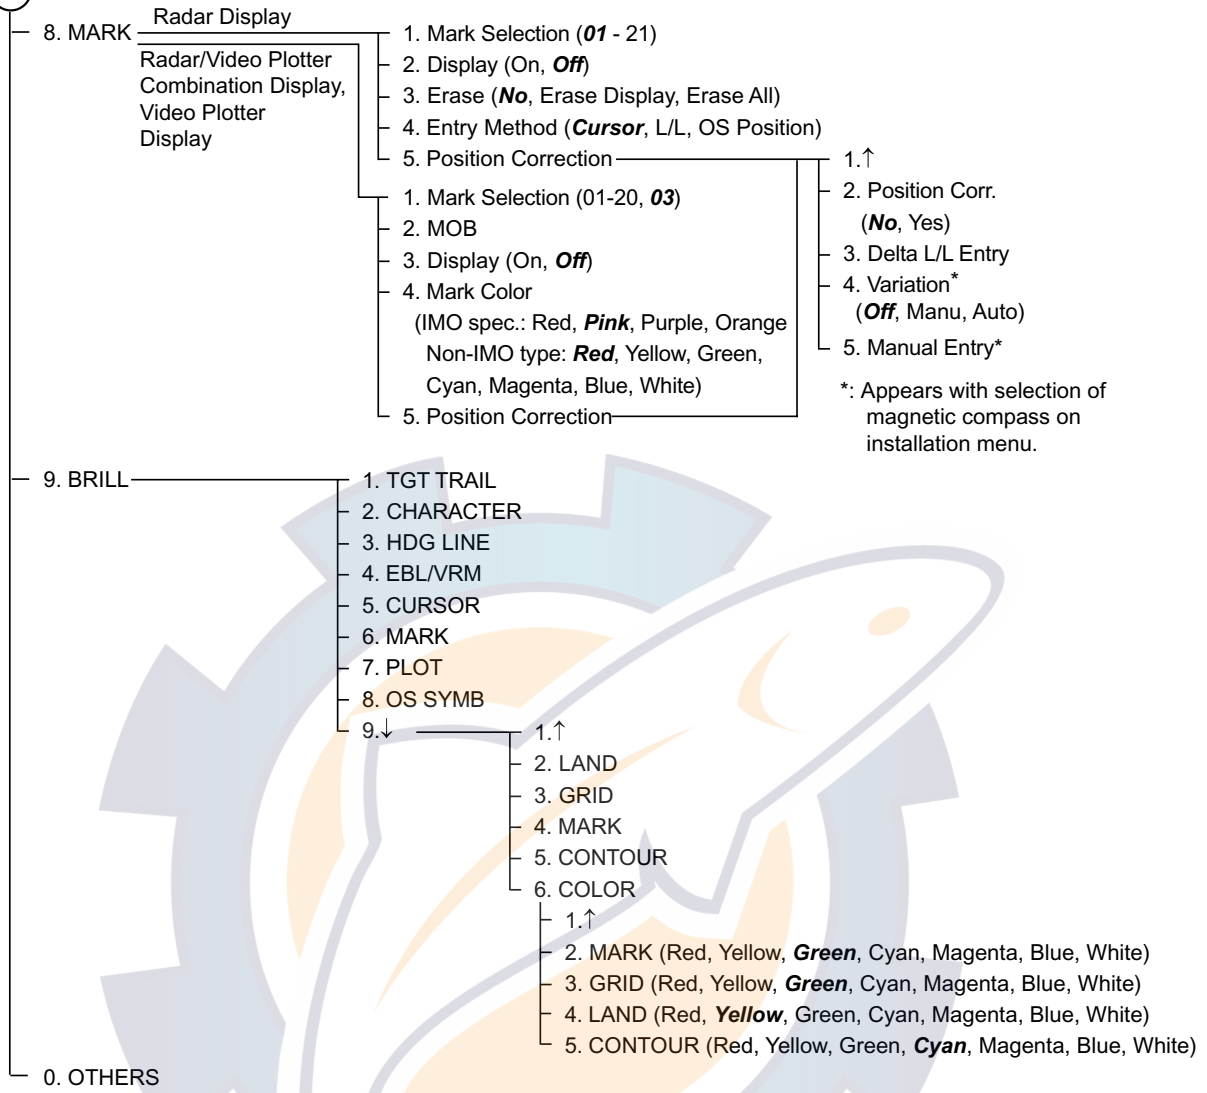 8. MARK
Radar Display
Radar/Video Plotter
Combination Display,
Video Plotter
Display
1. Mark Selection (01 - 21)
2. Display (On, Off)
3. Erase (No, Erase Display, Erase All)
4. Entry Method (Cursor, L/L, OS Position)
5. Position Correction
1. Mark Selection (01-20, 03)
2. MOB
3. Display (On, Off)
4. Mark Color
(IMO spec.: Red, Pink, Purple, Orange
Non-IMO type: Red, Yellow, Green,
Cyan, Magenta, Blue, White)
5. Position Correction
1.↑
2. Position Corr.
(No, Yes)
3. Delta L/L Entry
4. Variation*
(Off, Manu, Auto)
5. Manual Entry*
*: Appears with selection of
magnetic compass on
installation menu.
9. BRILL
1. TGT TRAIL
2. CHARACTER
3. HDG LINE
4. EBL/VRM
5. CURSOR
6. MARK
7. PLOT
8. OS SYMB
9.↓
1.↑
2. LAND
3. GRID
4. MARK
5. CONTOUR
6. COLOR
1.↑
2. MARK (Red, Yellow, Green, Cyan, Magenta, Blue, White)
3. GRID (Red, Yellow, Green, Cyan, Magenta, Blue, White)
4. LAND (Red, Yellow, Green, Cyan, Magenta, Blue, White)
5. CONTOUR (Red, Yellow, Green, Cyan, Magenta, Blue, White)
0. OTHERS